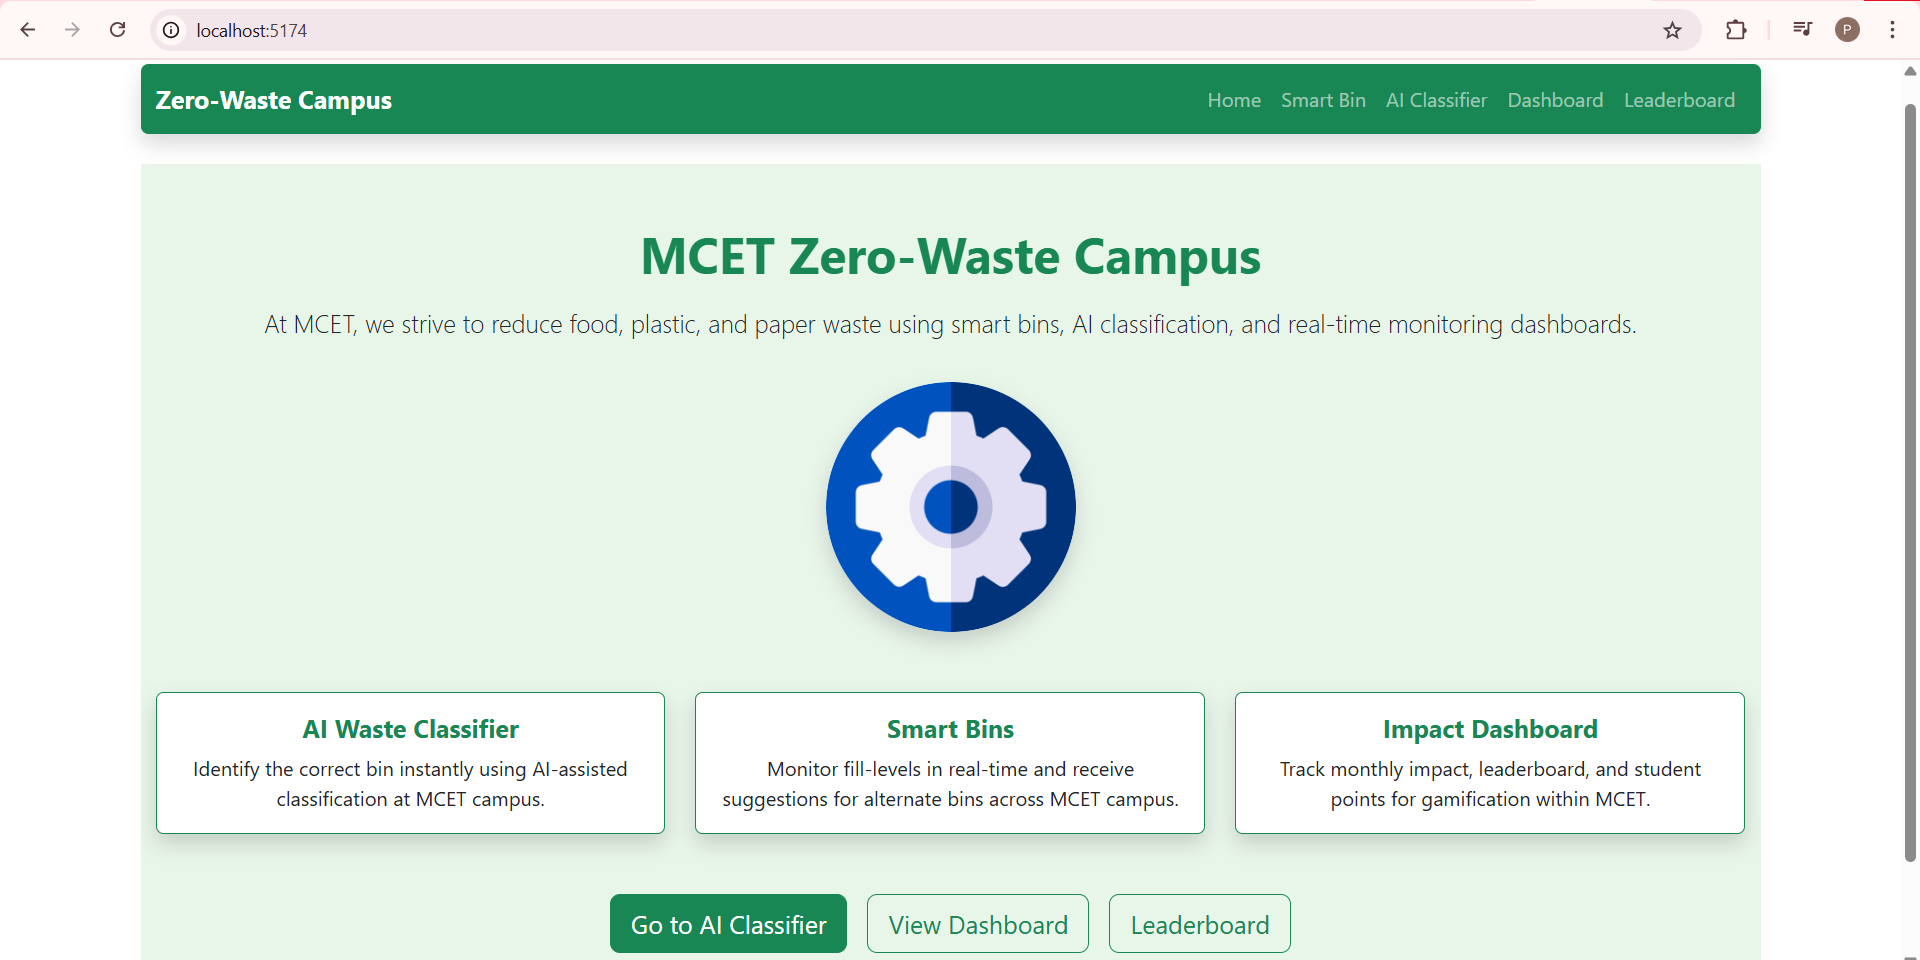 localhost:5174
P
Zero-Waste Campus
Home Smart Bin AI Classifier Dashboard Leaderboard
MCET Zero-Waste Campus
At MCET, we strive to reduce food, plastic, and paper waste using smart bins, AI classification, and real-time monitoring dashboards.
AI Waste Classifier
Identify the correct bin instantly using AI-assisted
classification at MCET campus.
Smart Bins
Monitor fill-levels in real-time and receive
suggestions for alternate bins across MCET campus.
Impact Dashboard
Track monthly impact, leaderboard, and student
points for gamification within MCET.
Go to AI Classifier
View Dashboard
Leaderboard